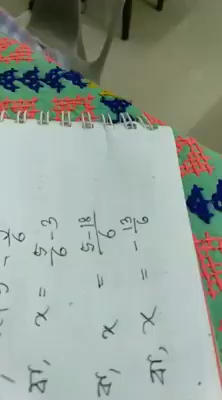 বা, x = 5/6 - 3
বা, x = 5-18/6
বা, x = - 13/6